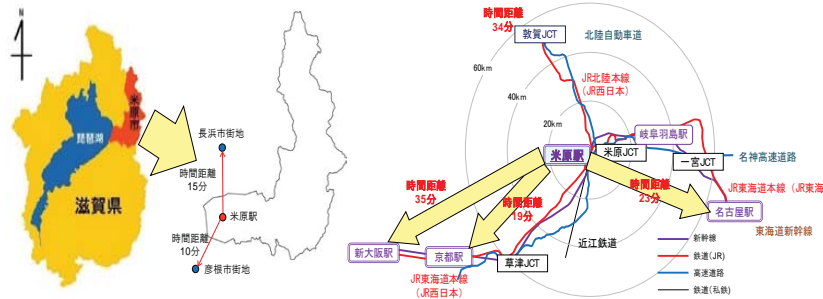 米原市
琵琶湖
滋賀県
長浜市街地
時間距離
15分
米原駅
時間距離
10分
彦根市街地
時間距離
34分
敦賀JCT
北陸自動車道
60km
40km
20km
JR北陸本線
(JR西日本)
岐阜羽島駅
米原駅
米原JCT
一宮JCT
名神高速道路
時間距離
35分
時間距離
19分
時間距離
23分
JR東海道本線(JR東海
名古屋駅
東海道新幹線
近江鉄道
新大阪駅
京都駅
草津JCT
JR東海道本線
(JR西日本)
新幹線
鉄道(JR)
高速道路
鉄道(私鉄)